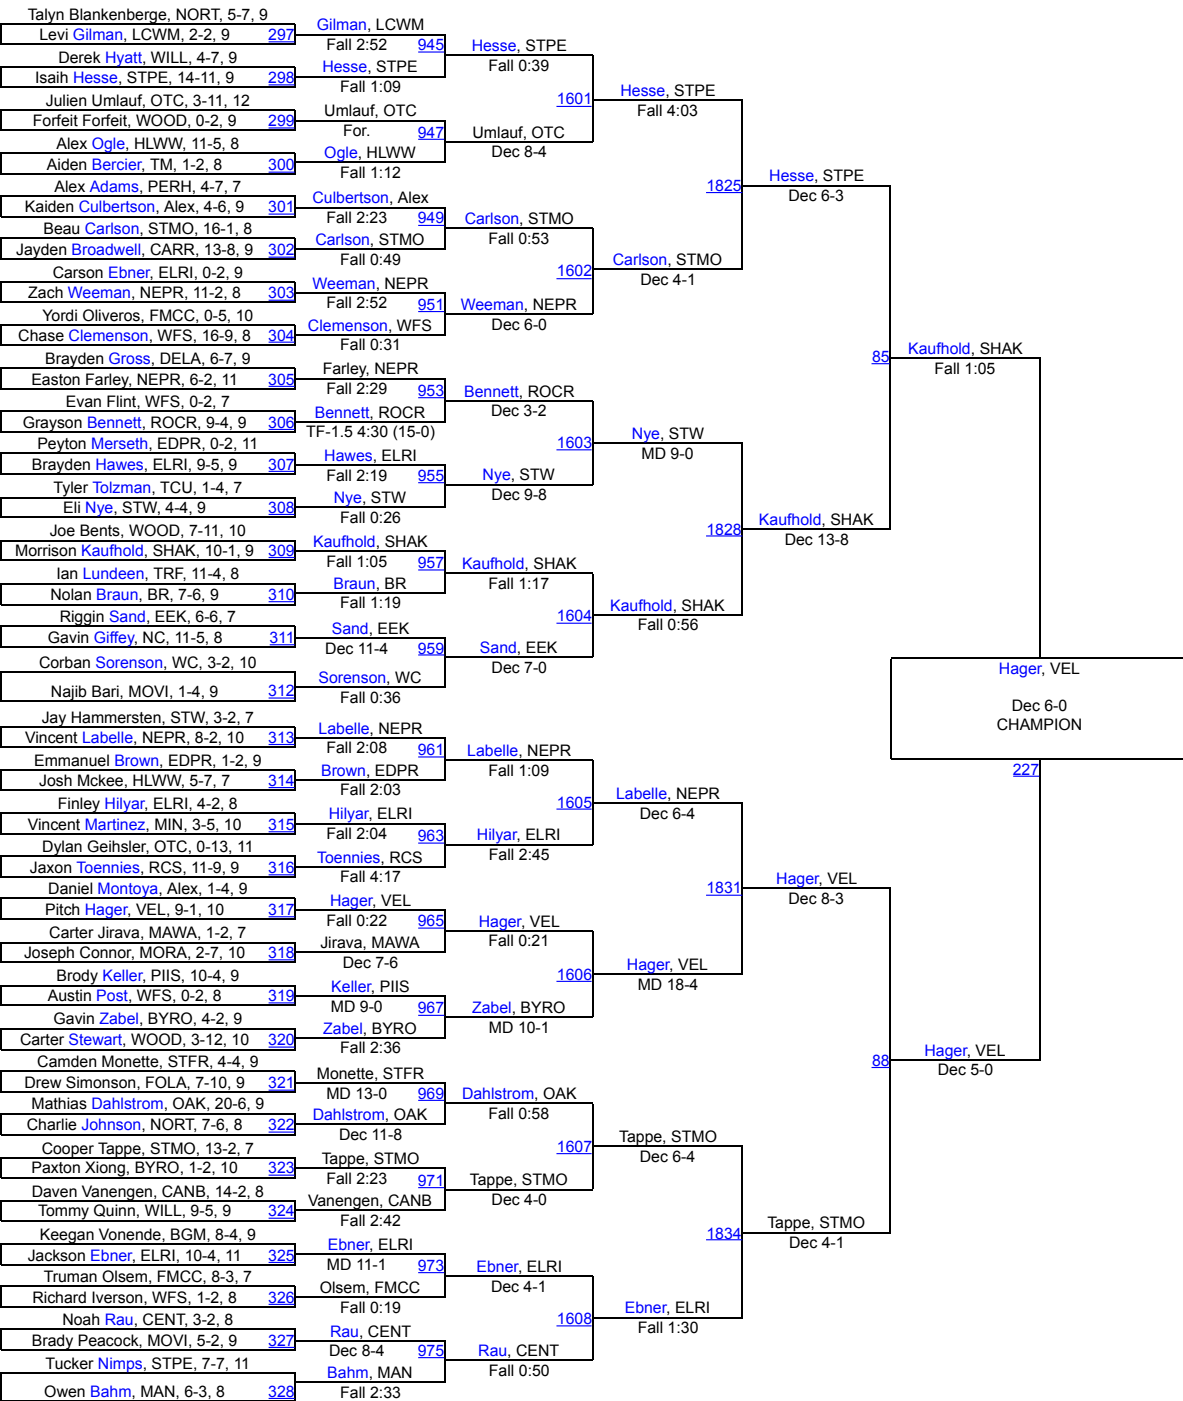 Talyn Blankenberge, NORT, 5-7, 9
Levi Gilman, LCWM, 2-2, 9 297
Derek Hyatt, WILL, 4-7, 9
Isaih Hesse, STPE, 14-11, 9 298
Julien Umlauf, OTC, 3-11, 12
Forfeit Forfeit, WOOD, 0-2, 9 299
Alex Ogle, HLWW, 11-5, 8
Aiden Bercier, TM, 1-2, 8 300
Alex Adams, PERH, 4-7, 7
Kaiden Culbertson, Alex, 4-6, 9 301
Beau Carlson, STMO, 16-1, 8
Jayden Broadwell, CARR, 13-8, 9 302
Carson Ebner, ELRI, 0-2, 9
Zach Weeman, NEPR, 11-2, 8 303
Yordi Oliveros, FMCC, 0-5, 10
Chase Clemenson, WFS, 16-9, 8 304
Brayden Gross, DELA, 6-7, 9
Easton Farley, NEPR, 6-2, 11 305
Evan Flint, WFS, 0-2, 7
Grayson Bennett, ROCR, 9-4, 9 306
Peyton Merseth, EDPR, 0-2, 11
Brayden Hawes, ELRI, 9-5, 9 307
Tyler Tolzman, TCU, 1-4, 7
Eli Nye, STW, 4-4, 9 308
Joe Bents, WOOD, 7-11, 10
Morrison Kaufhold, SHAK, 10-1, 9 309
Ian Lundeen, TRF, 11-4, 8
Nolan Braun, BR, 7-6, 9 310
Riggin Sand, EEK, 6-6, 7
Gavin Giffey, NC, 11-5, 8 311
Corban Sorenson, WC, 3-2, 10
Najib Bari, MOVI, 1-4, 9 312
Jay Hammersten, STW, 3-2, 7
Vincent Labelle, NEPR, 8-2, 10 313
Emmanuel Brown, EDPR, 1-2, 9
Josh Mckee, HLWW, 5-7, 7 314
Finley Hilyar, ELRI, 4-2, 8
Vincent Martinez, MIN, 3-5, 10 315
Dylan Geihsler, OTC, 0-13, 11
Jaxon Toennies, RCS, 11-9, 9 316
Daniel Montoya, Alex, 1-4, 9
Pitch Hager, VEL, 9-1, 10 317
Carter Jirava, MAWA, 1-2, 7
Joseph Connor, MORA, 2-7, 10 318
Brody Keller, PIIS, 10-4, 9
Austin Post, WFS, 0-2, 8 319
Gavin Zabel, BYRO, 4-2, 9
Carter Stewart, WOOD, 3-12, 10 320
Camden Monette, STFR, 4-4, 9
Drew Simonson, FOLA, 7-10, 9 321
Mathias Dahlstrom, OAK, 20-6, 9
Charlie Johnson, NORT, 7-6, 8 322
Cooper Tappe, STMO, 13-2, 7
Paxton Xiong, BYRO, 1-2, 10 323
Daven Vanengen, CANB, 14-2, 8
Tommy Quinn, WILL, 9-5, 9 324
Keegan Vonende, BGM, 8-4, 9
Jackson Ebner, ELRI, 10-4, 11 325
Truman Olsem, FMCC, 8-3, 7
Richard Iverson, WFS, 1-2, 8 326
Noah Rau, CENT, 3-2, 8
Brady Peacock, MOVI, 5-2, 9 327
Tucker Nimps, STPE, 7-7, 11
Owen Bahm, MAN, 6-3, 8 328
Gilman, LCWM
Fall 2:52 945
Hesse, STPE
Fall 1:09
Umlauf, OTC
For. 947
Ogle, HLWW
Fall 1:12
Culbertson, Alex
Fall 2:23 949
Carlson, STMO
Fall 0:49
Weeman, NEPR
Fall 2:52 951
Clemenson, WFS
Fall 0:31
Farley, NEPR
Fall 2:29 953
Bennett, ROCR
TF-1.5 4:30 (15-0)
Hawes, ELRI
Fall 2:19 955
Nye, STW
Fall 0:26
Kaufhold, SHAK
Fall 1:05 957
Braun, BR
Fall 1:19
Sand, EEK
Dec 11-4 959
Sorenson, WC
Fall 0:36
Labelle, NEPR
Fall 2:08 961
Brown, EDPR
Fall 2:03
Hilyar, ELRI
Fall 2:04 963
Toennies, RCS
Fall 4:17
Hager, VEL
Fall 0:22 965
Jirava, MAWA
Dec 7-6
Keller, PIIS
MD 9-0 967
Zabel, BYRO
Fall 2:36
Monette, STFR
MD 13-0 969
Dahlstrom, OAK
Dec 11-8
Tappe, STMO
Fall 2:23 971
Vanengen, CANB
Fall 2:42
Ebner, ELRI
MD 11-1 973
Olsem, FMCC
Fall 0:19
Rau, CENT
Dec 8-4 975
Bahm, MAN
Fall 2:33
Hesse, STPE
Fall 0:39
1601
Umlauf, OTC
Dec 8-4
Carlson, STMO
Fall 0:53
1602
Weeman, NEPR
Dec 6-0
Bennett, ROCR
Dec 3-2
1603
Nye, STW
Dec 9-8
Kaufhold, SHAK
Fall 1:17
1604
Sand, EEK
Dec 7-0
Labelle, NEPR
Fall 1:09
1605
Hilyar, ELRI
Fall 2:45
Hager, VEL
Fall 0:21
1606
Zabel, BYRO
MD 10-1
Dahlstrom, OAK
Fall 0:58
1607
Tappe, STMO
Dec 4-0
Ebner, ELRI
Dec 4-1
1608
Rau, CENT
Fall 0:50
Hesse, STPE
Fall 4:03
1825
Carlson, STMO
Dec 4-1
Nye, STW
MD 9-0
1828
Kaufhold, SHAK
Fall 0:56
Labelle, NEPR
Dec 6-4
1831
Hager, VEL
MD 18-4
Tappe, STMO
Dec 6-4
1834
Ebner, ELRI
Fall 1:30
Hesse, STPE
Dec 6-3
85
Kaufhold, SHAK
Dec 13-8
Hager, VEL
Dec 8-3
88
Tappe, STMO
Dec 4-1
Kaufhold, SHAK
Fall 1:05
Hager, VEL
Dec 5-0
Hager, VEL
Dec 6-0
CHAMPION
227